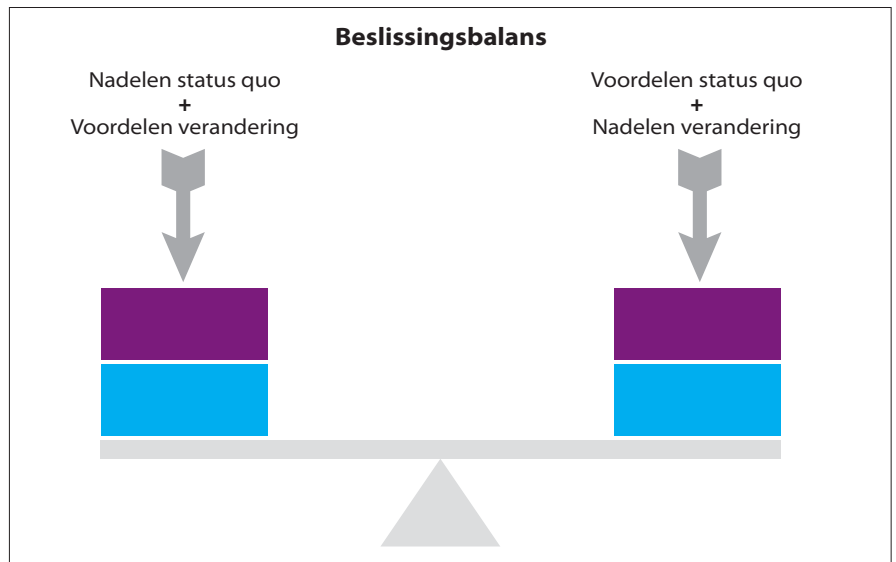 Beslissingsbalans
Nadelen status quo
+
Voordelen verandering
Voordelen status quo
+
Nadelen verandering